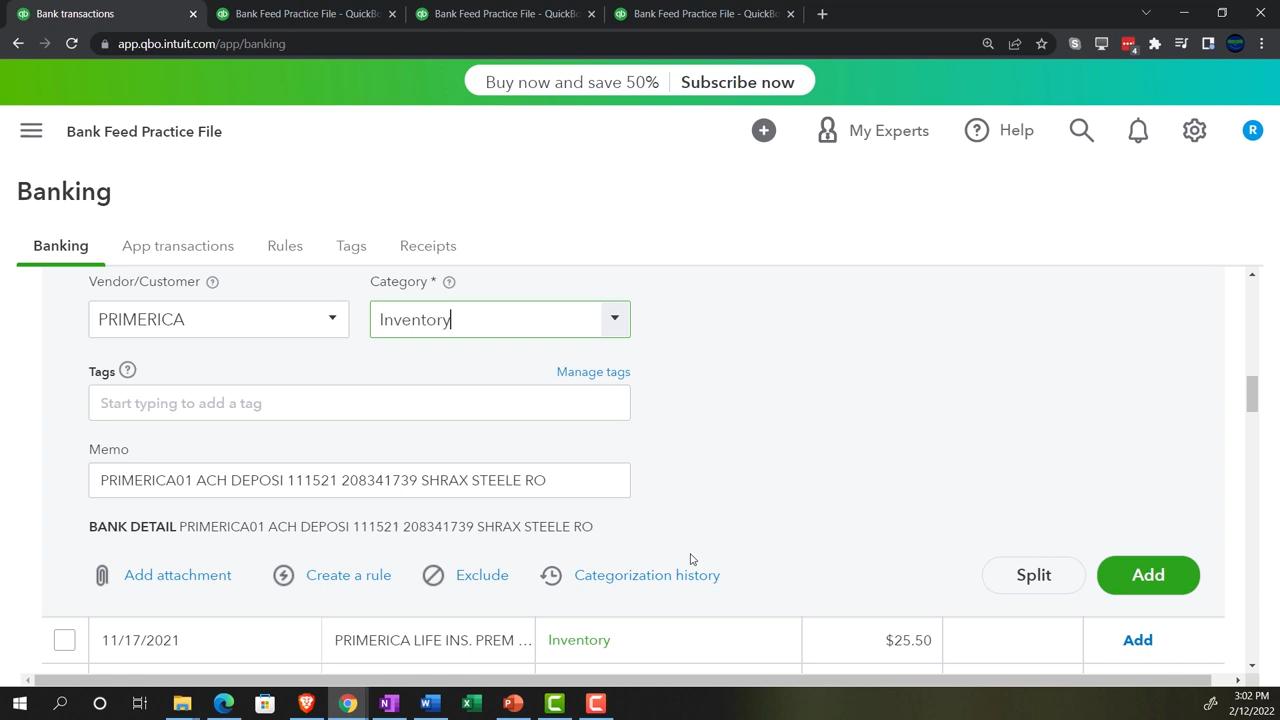 Bank transactions
Bank Feed Practice File - QuickBo
Bank Feed Practice File - QuickBo
Bank Feed Practice File - QuickBo
app.qbo.intuit.com/app/banking
4
Buy now and save 50% Subscribe now
Bank Feed Practice File
My Experts
Help
R
Banking
Banking
App transactions
Rules
Tags
Receipts
Vendor/Customer ?
Category * ?
PRIMERICA
Inventory
Tags ?
Manage tags
Start typing to add a tag
Memo
PRIMERICA01 ACH DEPOSI 111521 208341739 SHRAX STEELE RO
BANK DETAIL PRIMERICA01 ACH DEPOSI 111521 208341739 SHRAX STEELE RO
Add attachment
Create a rule
Exclude
Categorization history
Split
Add
11/17/2021
PRIMERICA LIFE INS. PREM ...
Inventory
$25.50
Add
3:02 PM
2/12/2022